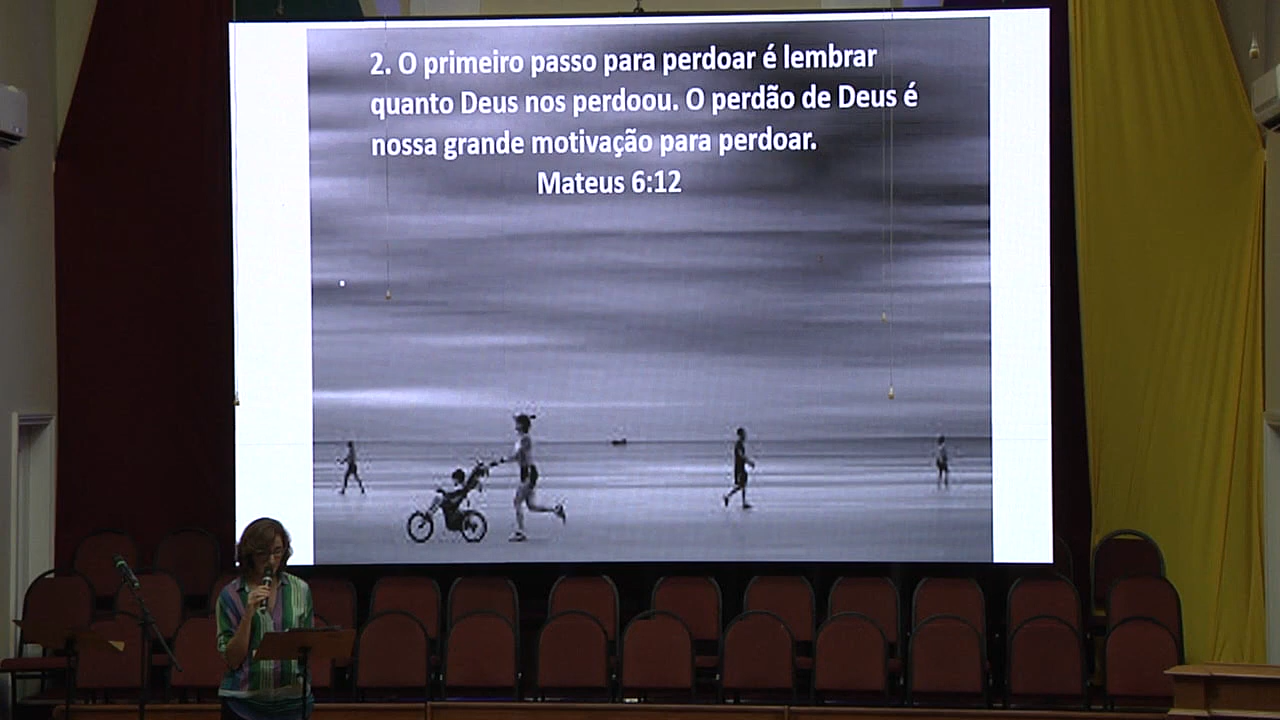 2. O primeiro passo para perdoar é lembrar
quanto Deus nos perdoou. O perdão de Deus é
nossa grande motivação para perdoar.
Mateus 6:12